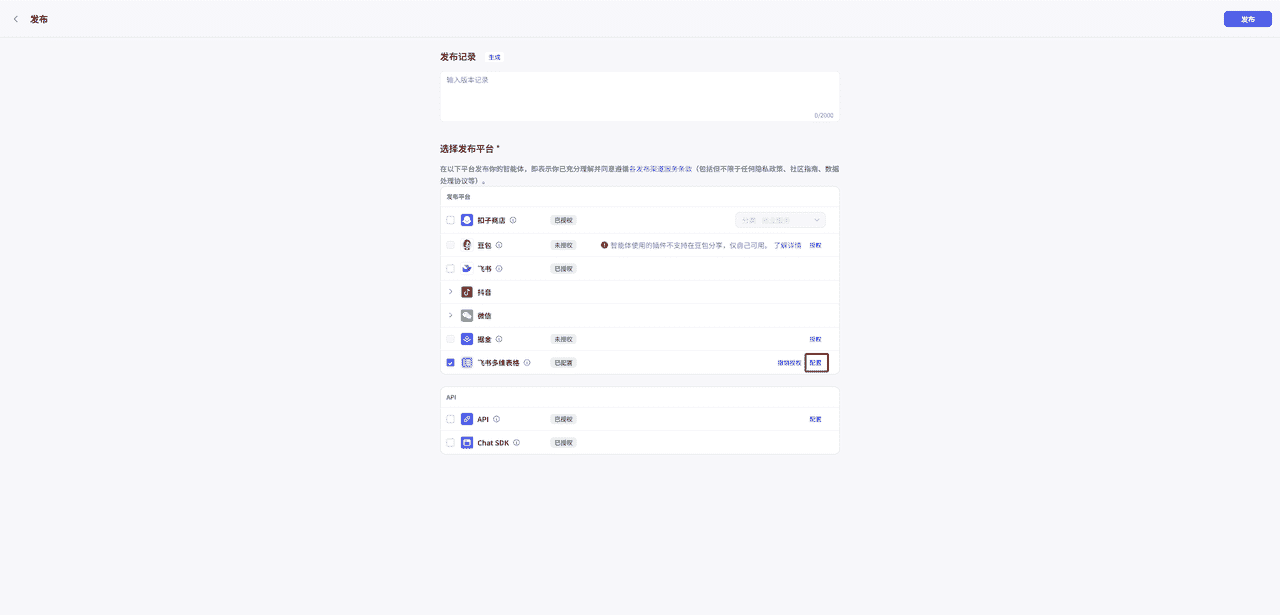 发布
发布
发布记录 生成
输入版本记录
0/2000
选择发布平台 *
在以下平台发布你的智能体，即表示你已充分理解并同意遵循各发布渠道服务条款（包括但不限于任何隐私政策、社区指南、数据
处理协议等）。
发布平台
扣子商店 已授权
豆包 未授权 智能体使用的插件不支持在豆包分享，仅自己可用。 了解详情 授权
飞书 已授权
抖音
微信
掘金 未授权 授权
飞书多维表格 已配置 撤销授权 配置
API
API 已授权 配置
Chat SDK 已授权